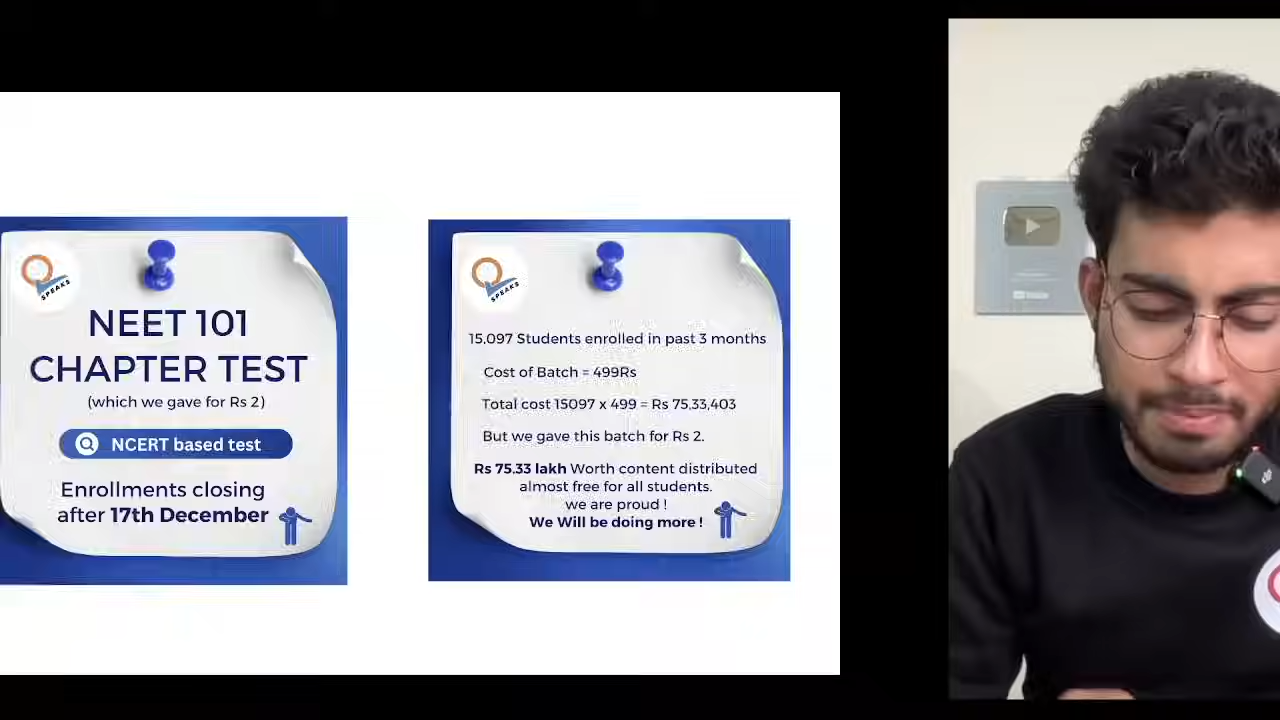 SPEAKS
NEET 101
CHAPTER TEST
(which we gave for Rs 2)
NCERT based test
Enrollments closing
after 17th December
SPEAKS
15,097 Students enrolled in past 3 months
Cost of Batch = 499Rs
Total cost 15097 x 499 = Rs 75,33,403
But we gave this batch for Rs 2.
Rs 75.33 lakh Worth content distributed
almost free for all students.
we are proud !
We Will be doing more !